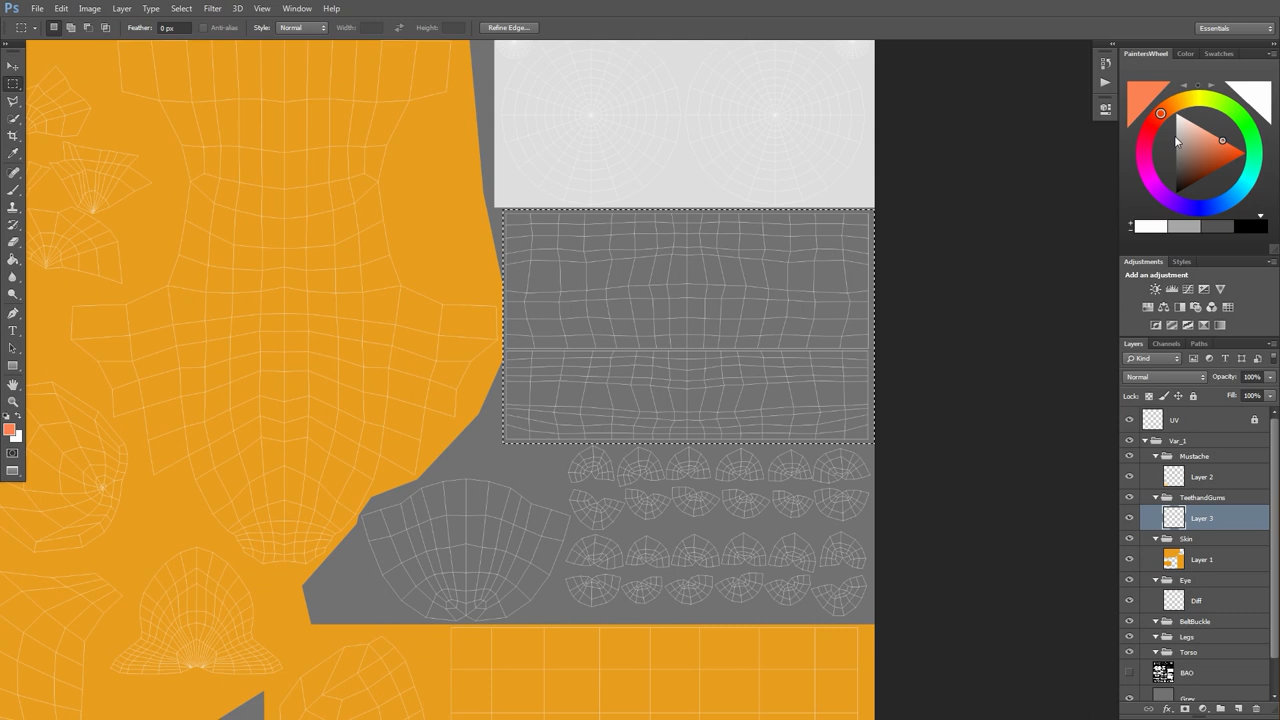 Ps File Edit Image Layer Type Select Filter 3D View Window Help
Feather: 0 px Anti-alias Style: Normal Width: Height: Refine Edge... Essentials
PaintersWheel Color Swatches
Adjustments Styles
Add an adjustment
Layers Channels Paths
Kind
Normal Opacity: 100%
Lock: Fill: 100%
UV
Var_1
Mustache
Layer 2
TeethandGums
Layer 3
Skin
Layer 1
Eye
Diff
BeltBuckle
Legs
Torso
BAO
Grey